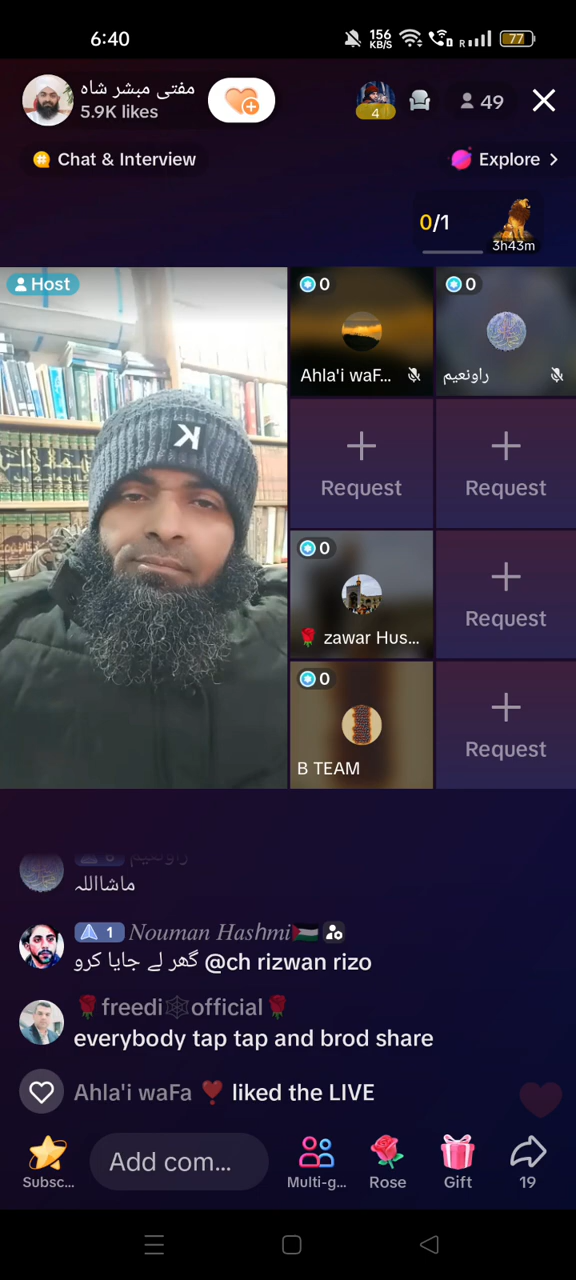 6:40
156
KB/S
R
77
مفتی مبشر شاہ
5.9K likes
4
49
Chat & Interview
Explore >
0/1
3h43m
Host
K
0
Ahla'i waF...
0
راونعیم
Request
Request
0
🌹 zawar Hus...
Request
0
B TEAM
Request
راونعیم
ماشااللہ
1 Nouman Hashmi🇵🇸
گھر لے جایا کرو @ch rizwan rizo
🌹freedi🕸️official🌹
everybody tap tap and brod share
Ahla'i waFa ❣️ liked the LIVE
Subsc...
Add com...
Multi-g...
Rose
Gift
19